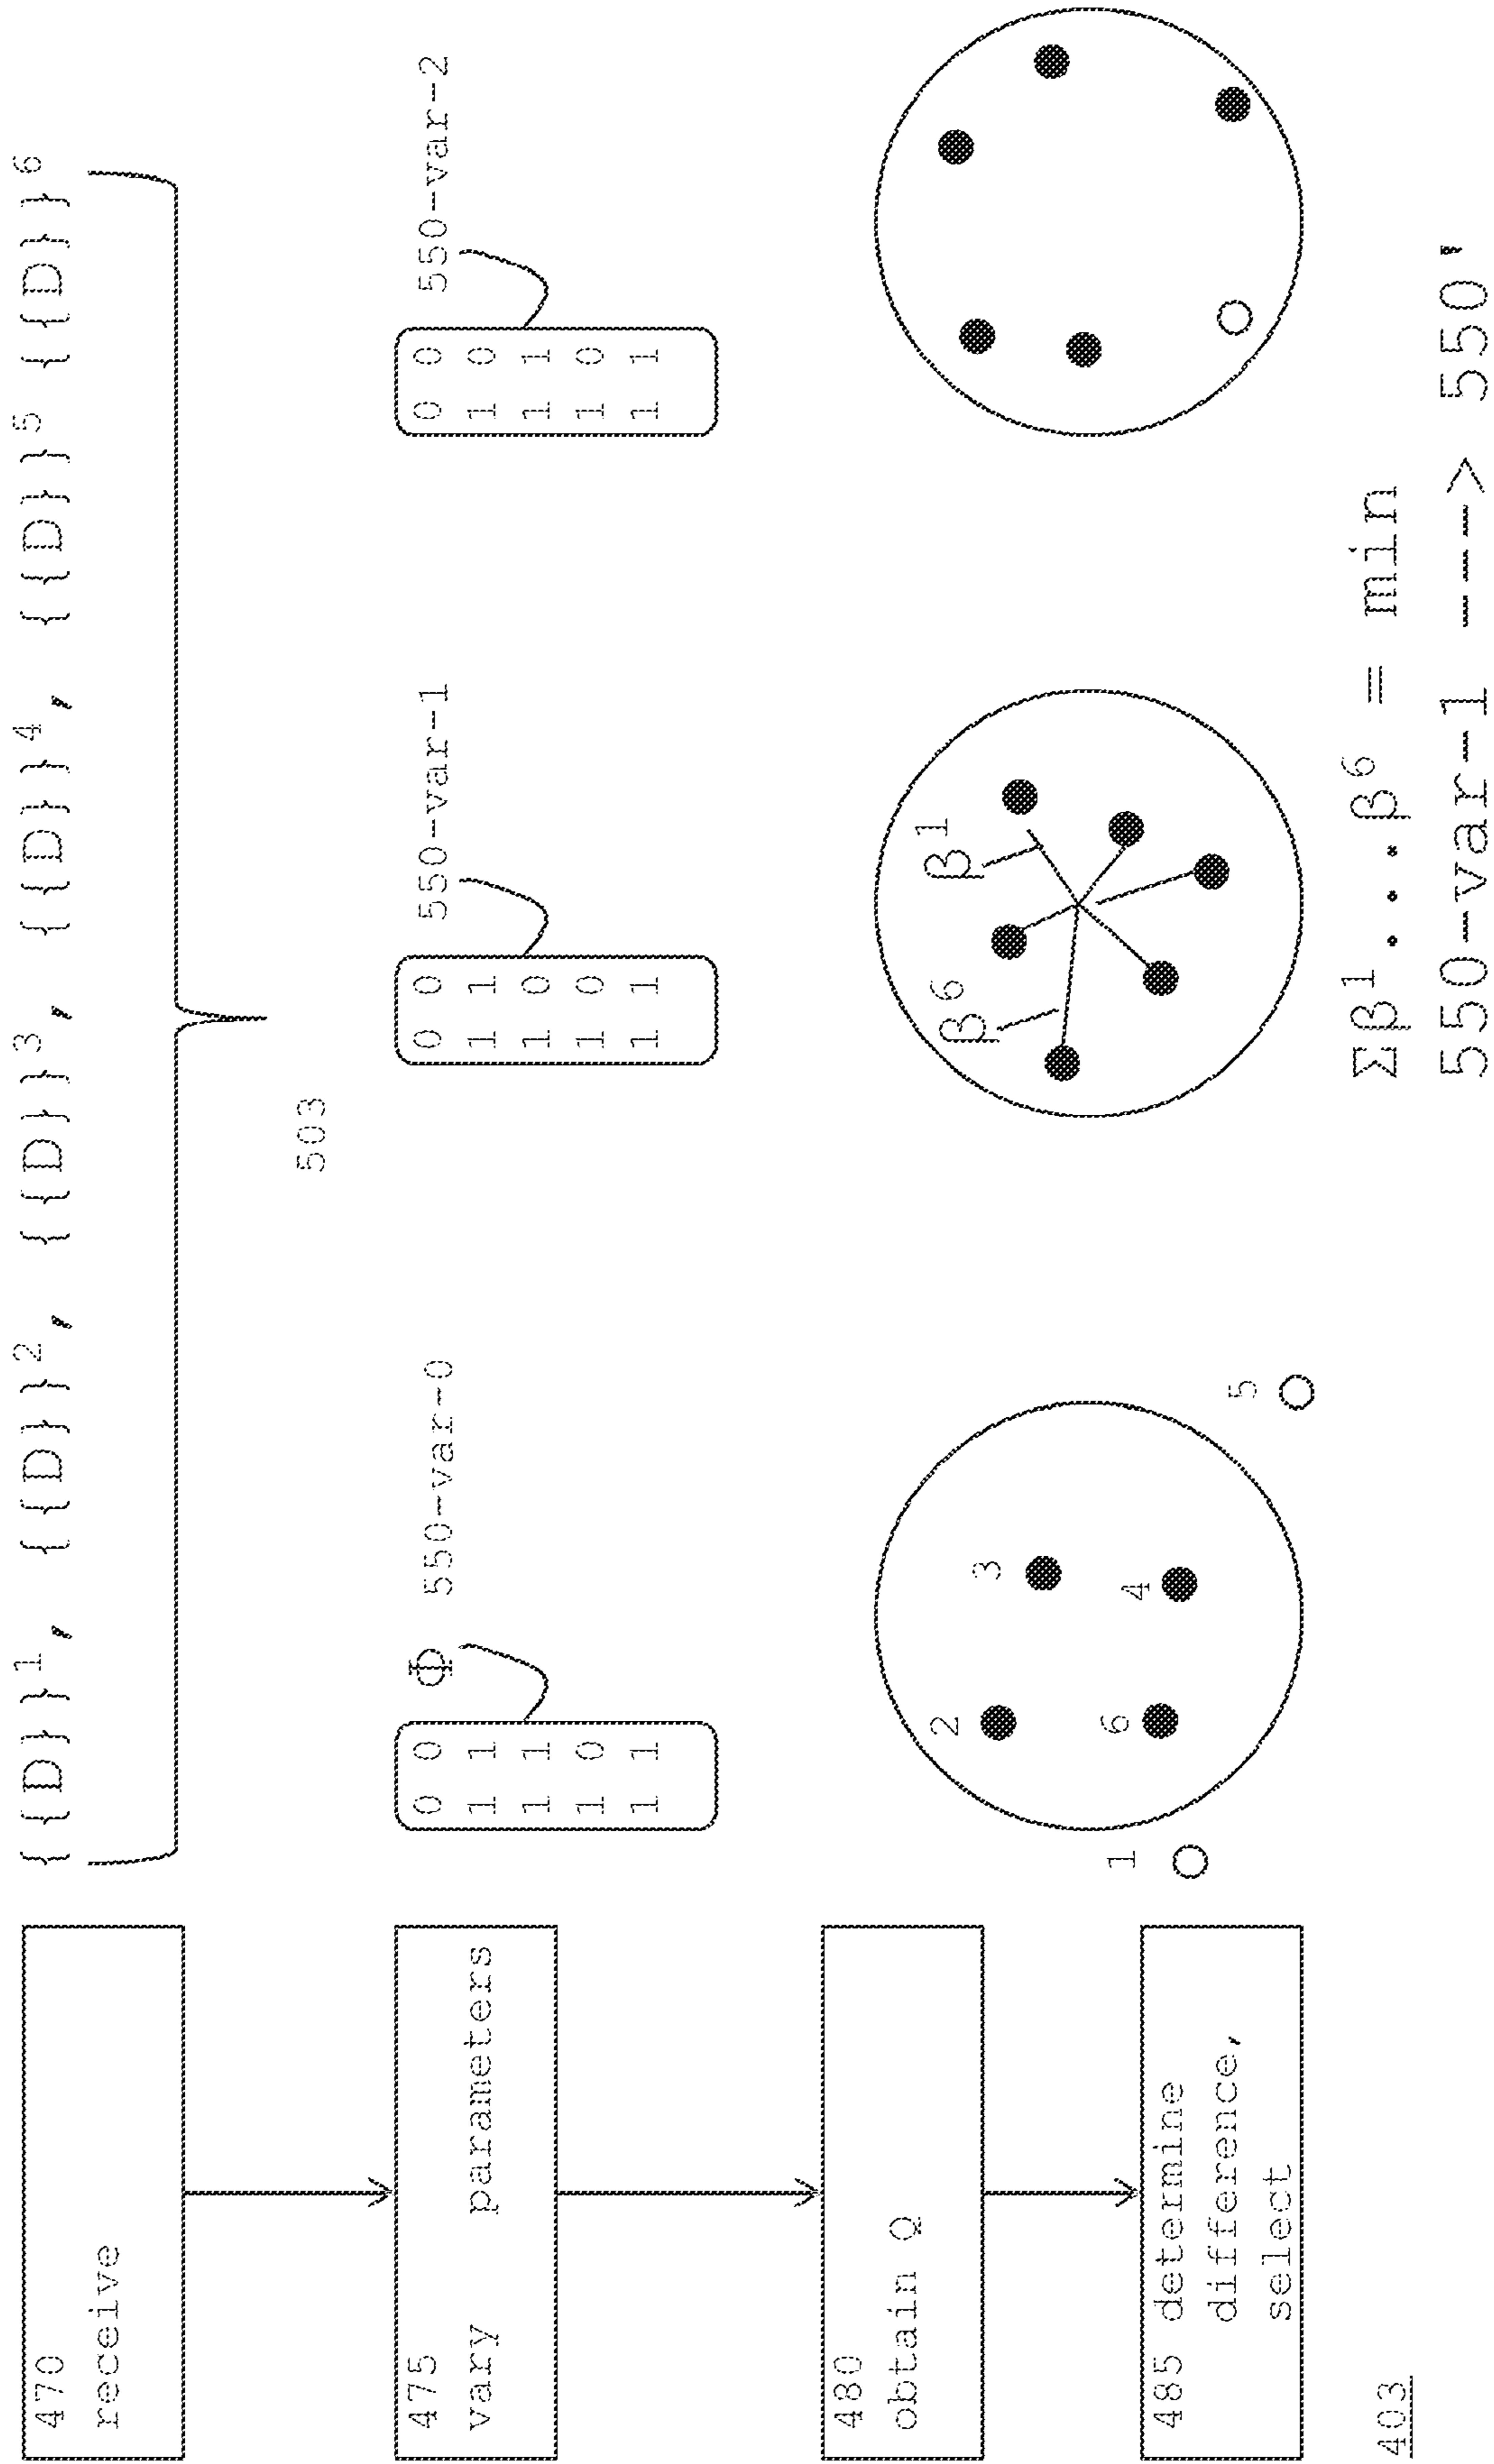 470
receive
{{D}}¹, {{D}}², {{D}}³, {{D}}⁴, {{D}}⁵ {{D}}⁶
503
475
vary parameters
0 0
1 1
1 1
1 0
1 1
Φ 550-var-0
0 0
1 1
1 0
1 0
1 1
550-var-1
0 0
1 0
1 1
1 0
1 1
550-var-2
480
obtain Q
1
2
3
4
5
6
β⁶
β¹
485 determine
difference,
select
Σβ¹...β⁶ = min
550-var-1 ---> 550'
403